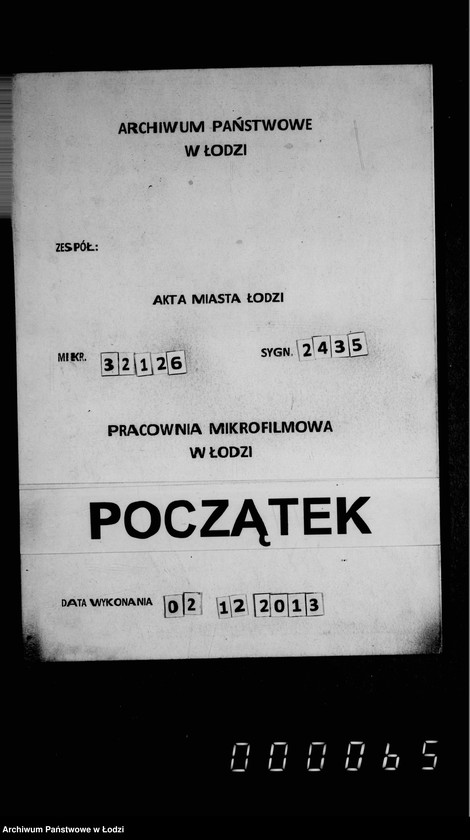 ARCHIWUM PAŃSTWOWE
W ŁODZI
ZESPÓŁ:
AKTA MIASTA ŁODZI
MIKR. 32126 SYGN. 2435
PRACOWNIA MIKROFILMOWA
W ŁODZI
POCZĄTEK
DATA WYKONANIA 02 12 2013
000065
Archiwum Państwowe w Łodzi